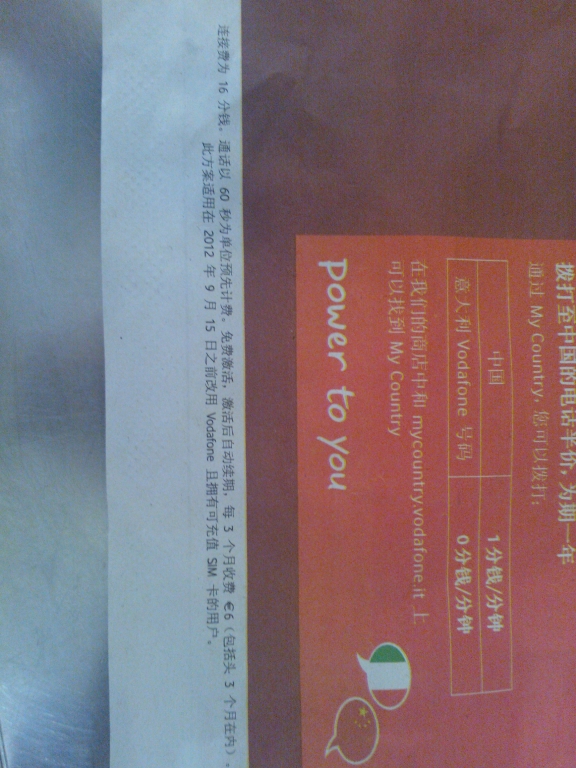 拨打至中国的电话半价，为期一年
通过 My Country，您可以拨打：
中国 1 分钱/分钟
意大利 Vodafone 号码 0 分钱/分钟
在我们的商店中和 mycountry.vodafone.it 上
可以找到 My Country
power to you
连接费为 16 分钱。通话以 60 秒为单位预先计费。免费激活，激活后自动续期，每 3 个月收费 €6（包括头 3 个月在内）。
此方案适用在 2012 年 9 月 15 日之前改用 Vodafone 且拥有可充值 SIM 卡的用户。